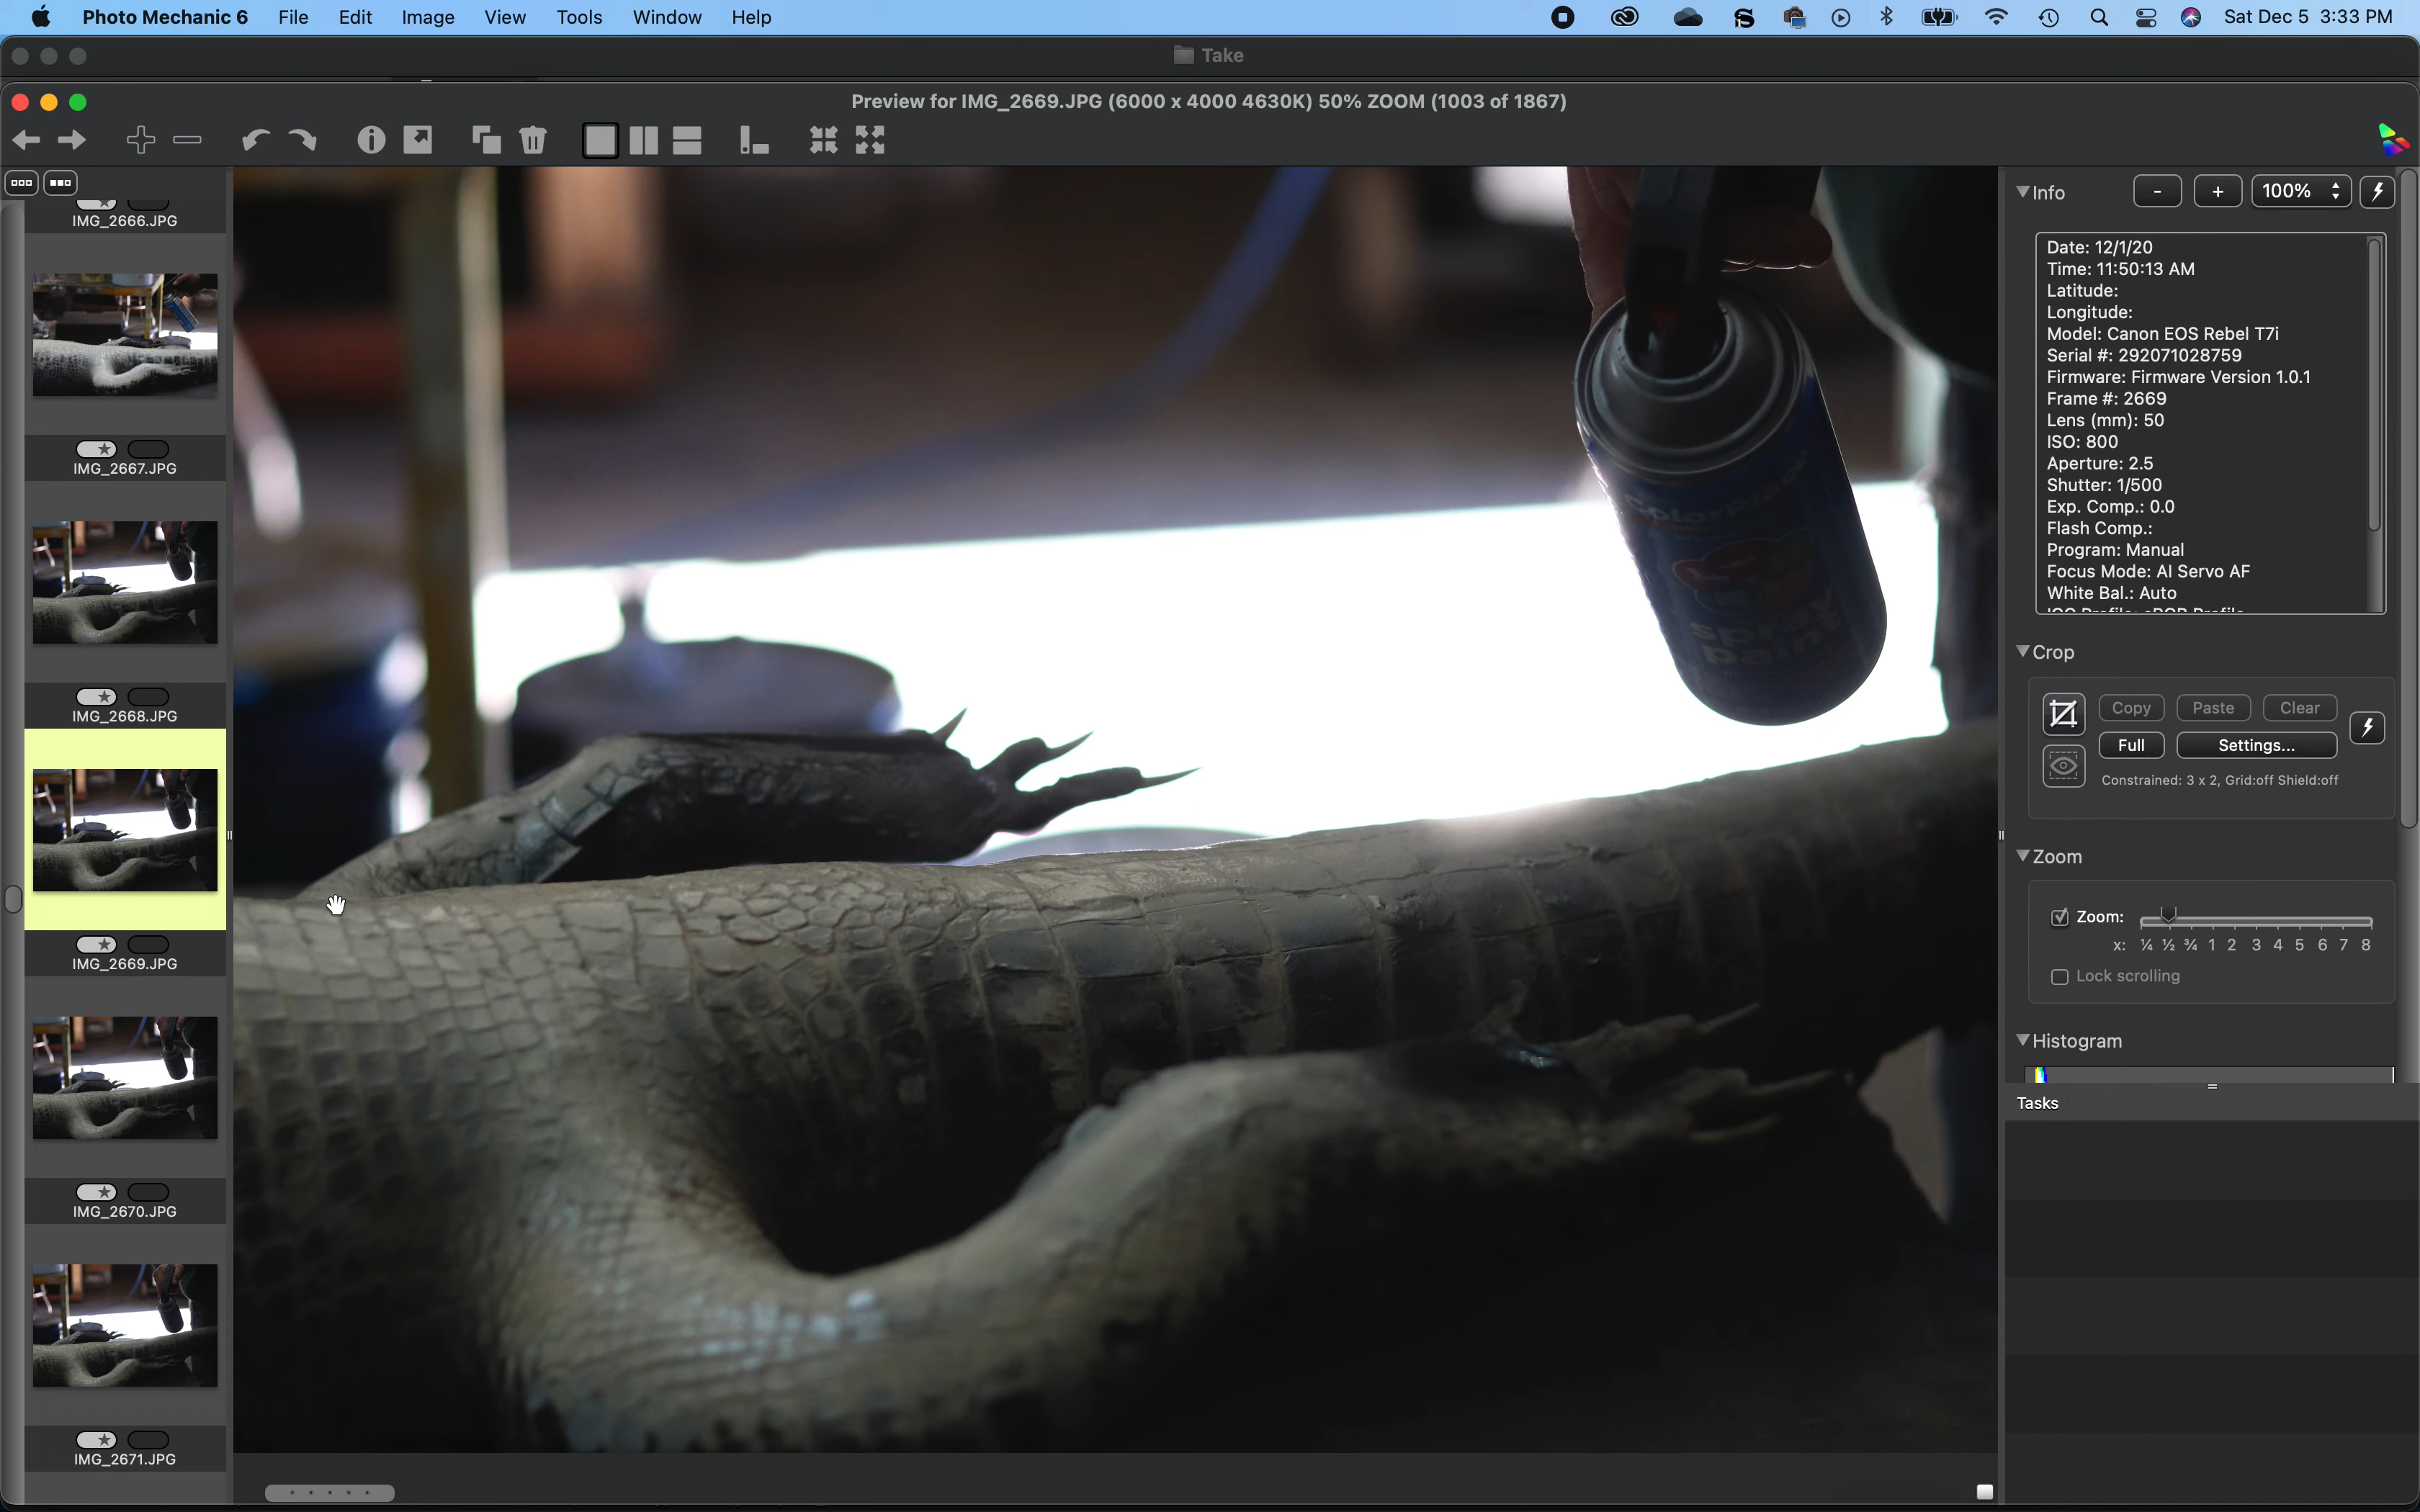 Photo Mechanic 6 File Edit Image View Tools Window Help Sat Dec 5 3:33 PM
Take
Preview for IMG_2669.JPG (6000 x 4000 4630K) 50% ZOOM (1003 of 1867)
IMG_2666.JPG
IMG_2667.JPG
IMG_2668.JPG
IMG_2669.JPG
IMG_2670.JPG
IMG_2671.JPG
ColorPlace
spray
paint
Info - + 100%
Date: 12/1/20
Time: 11:50:13 AM
Latitude:
Longitude:
Model: Canon EOS Rebel T7i
Serial #: 292071028759
Firmware: Firmware Version 1.0.1
Frame #: 2669
Lens (mm): 50
ISO: 800
Aperture: 2.5
Shutter: 1/500
Exp. Comp.: 0.0
Flash Comp.:
Program: Manual
Focus Mode: AI Servo AF
White Bal.: Auto
Crop
Copy Paste Clear
Full Settings...
Constrained: 3 x 2, Grid:off Shield:off
Zoom
Zoom:
x: ¼ ½ ¾ 1 2 3 4 5 6 7 8
Lock scrolling
Histogram
Tasks